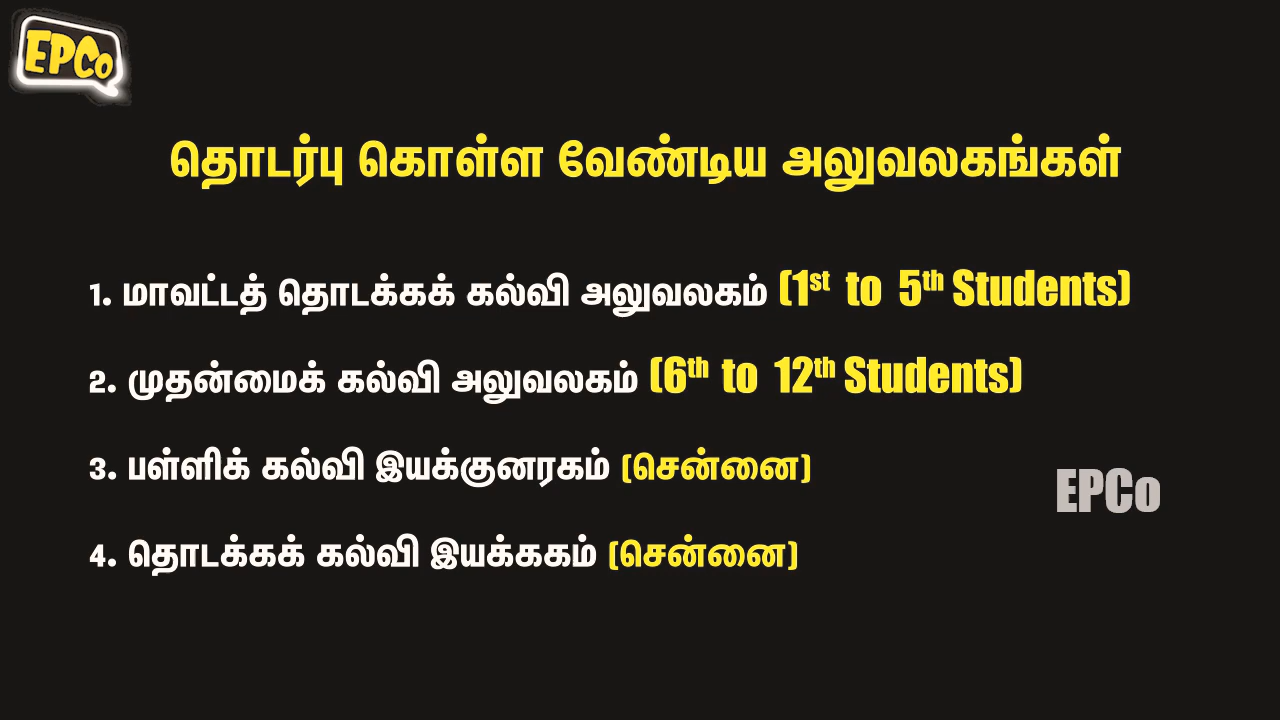 EPCo
தொடர்பு கொள்ள வேண்டிய அலுவலகங்கள்
1. மாவட்டத் தொடக்கக் கல்வி அலுவலகம் (1st to 5th Students)
2. முதன்மைக் கல்வி அலுவலகம் (6th to 12th Students)
3. பள்ளிக் கல்வி இயக்குனரகம் (சென்னை)
EPCo
4. தொடக்கக் கல்வி இயக்ககம் (சென்னை)